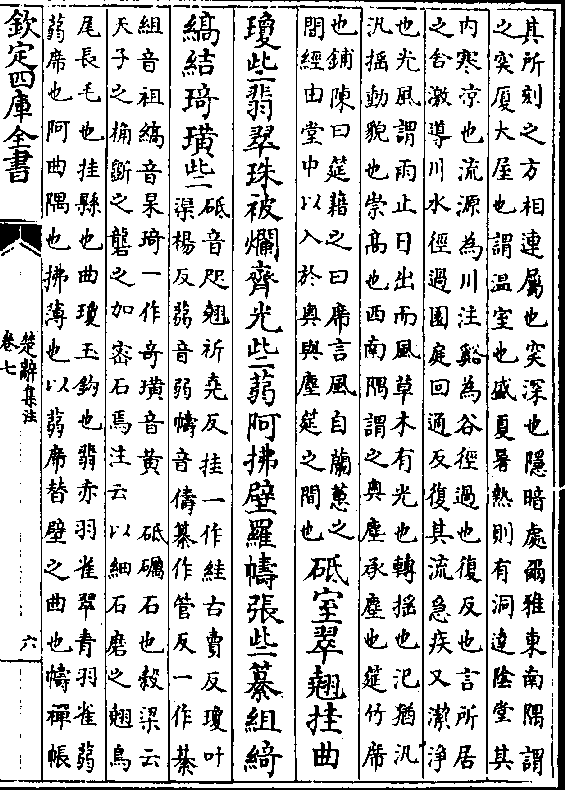 其所刻之方相連屬也突深也隱暗處爾雅東南隅謂
之突厦大屋也謂温室也盛夏暑熱則有洞達陰堂其
内寒涼也流源為川注谿為谷徑過也復反也言所居
之舍激導川水徑過園庭回通反復其流急疾又潔淨
也光風謂雨止日出而風草木有光也轉揺也汜猶汎
汎揺動貌也崇髙也西南隅謂之奥塵承塵也筵竹席
也鋪陳曰筵藉之曰席言風自蘭蕙之
間經由堂中以入於奥與塵筵之間也
砥室翠翹挂曲
瓊些翡翠珠被爛齊光些蒻阿拂壁羅幬張些纂組綺
縞結琦璜些
砥音咫翹祈堯反挂一作絓古賣反瓊叶
渠楊反蒻音弱幬音儔纂作管反一作綦
組音祖縞音杲琦一作奇璜音黄 砥礪石也穀梁云
天子之桷斲之礱之加密石焉注云以細石磨之翹鳥
尾長毛也挂縣也曲瓊玉鉤也翡赤羽雀翠青羽雀蒻
蒻席也阿曲隅也拂薄也以蒻席替壁之曲也幬禪帳
欽定四庫全書
楚辭集注
卷七
六